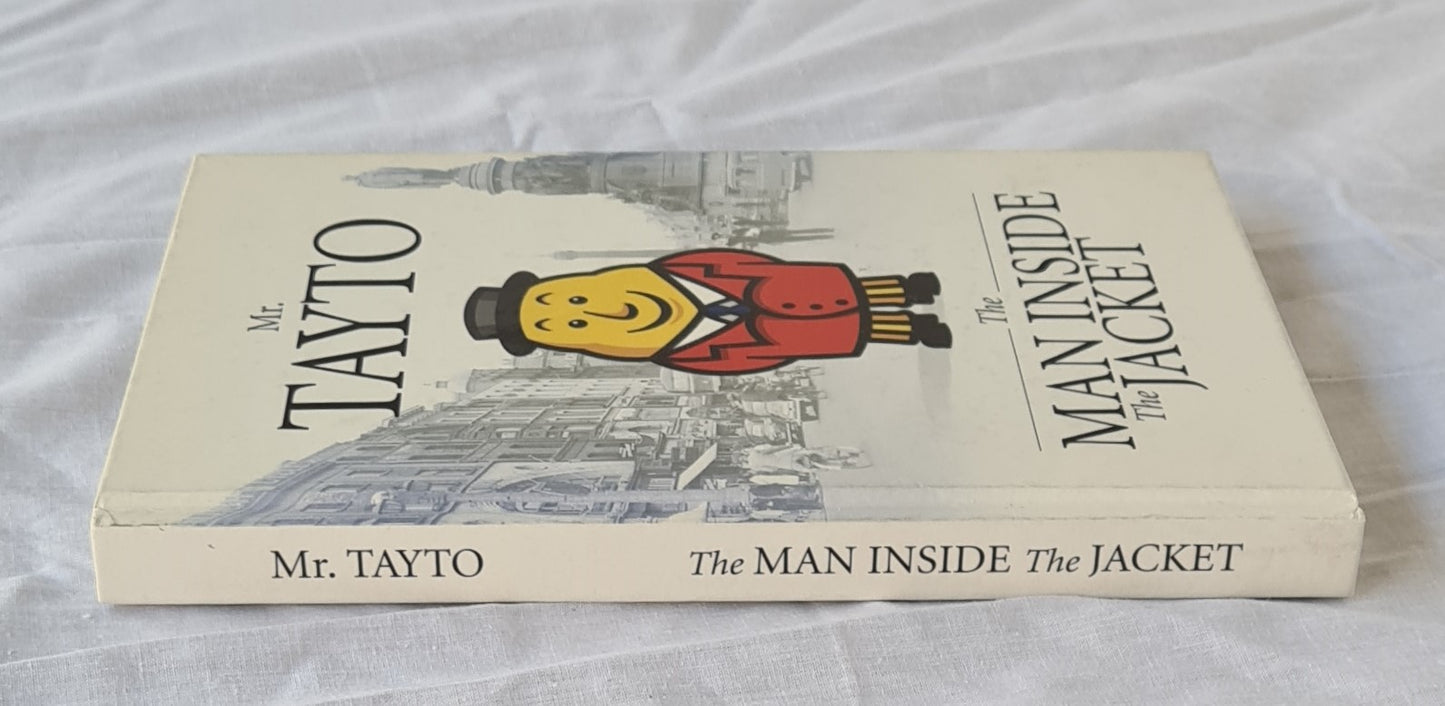 Mr.
TAYTO
The
MAN INSIDE
The JACKET
Mr. TAYTO The MAN INSIDE The JACKET